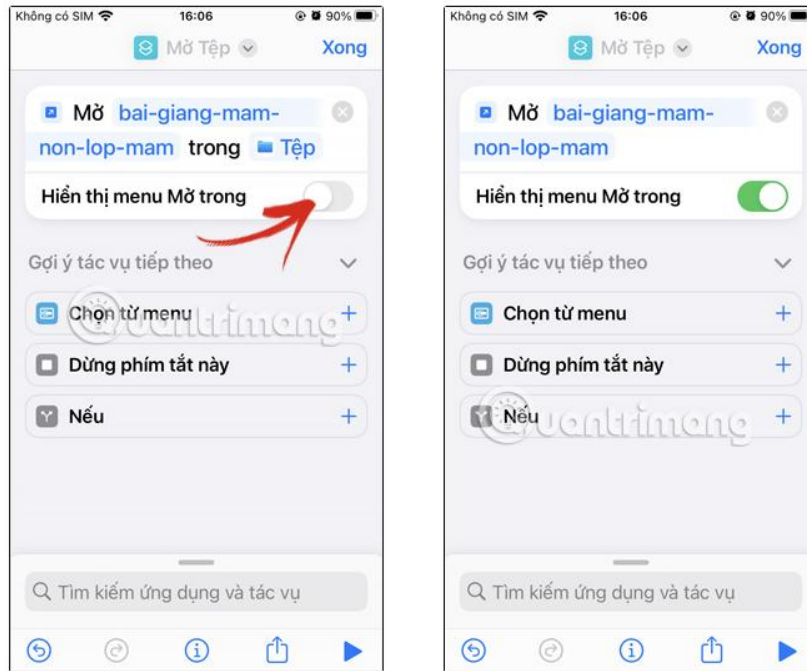 Không có SIM 16:06 90%
Mở Tệp Xong
Mở bai-giang-mam-
non-lop-mam trong Tệp
Hiển thị menu Mở trong
Gợi ý tác vụ tiếp theo
Chọn từ menu
Dừng phím tắt này
Nếu
Quantrimang
Tìm kiếm ứng dụng và tác vụ
Không có SIM 16:06 90%
Mở Tệp Xong
Mở bai-giang-mam-
non-lop-mam
Hiển thị menu Mở trong
Gợi ý tác vụ tiếp theo
Chọn từ menu
Dừng phím tắt này
Nếu
Quantrimang
Tìm kiếm ứng dụng và tác vụ